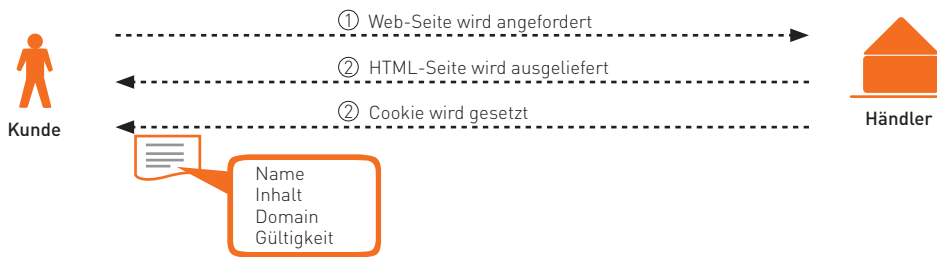 ① Web-Seite wird angefordert
② HTML-Seite wird ausgeliefert
② Cookie wird gesetzt
Kunde
Händler
Name
Inhalt
Domain
Gültigkeit